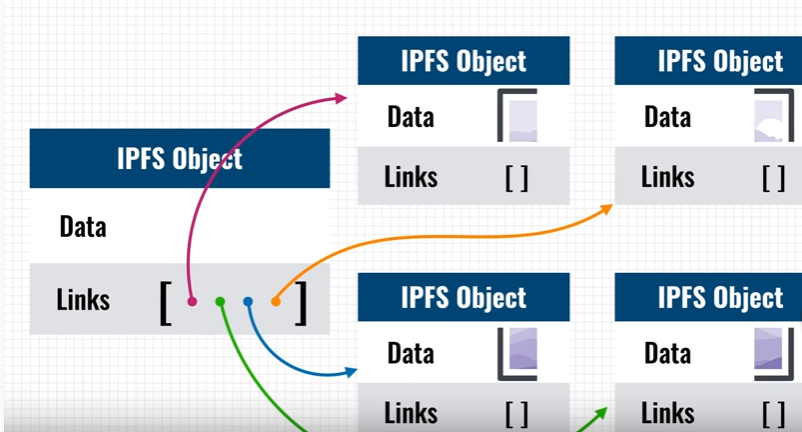 IPFS Object
Data
Links [ ]
IPFS Object
Data
Links [ ]
IPFS Object
Data
Links [ ]
IPFS Object
Data
Links [ ]
IPFS Object
Data
Links [ ]